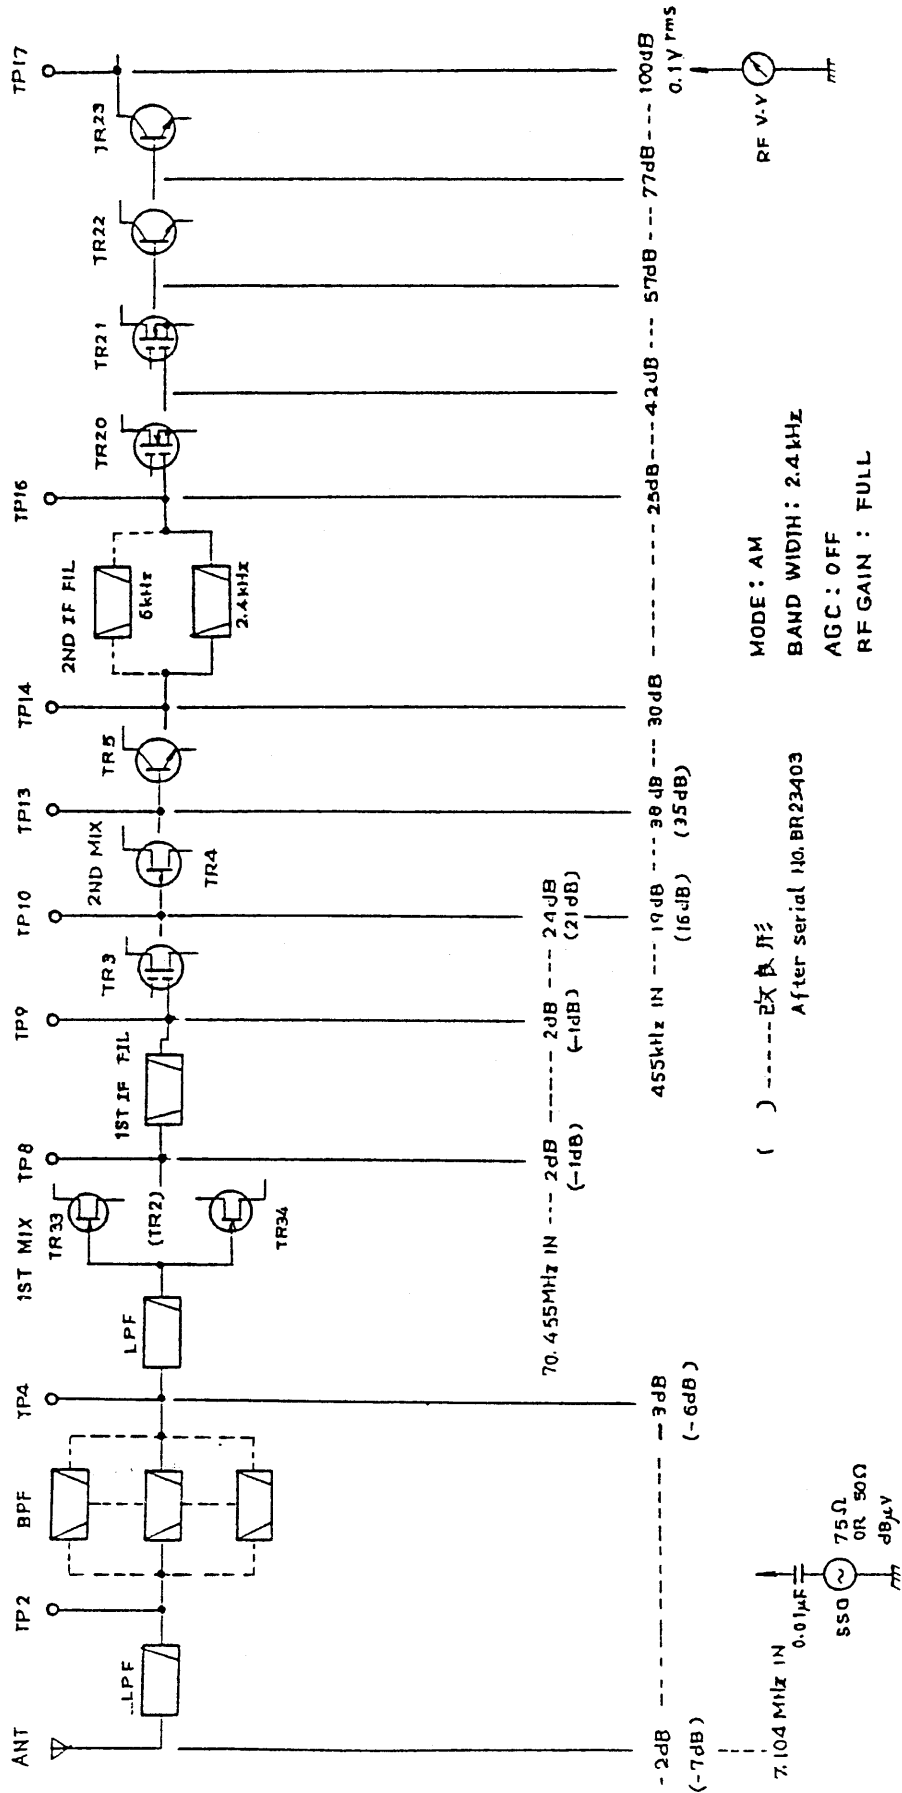 ANT
TP2
BPF
TP4
1ST MIX
TP8
TP9
TP10
TP13
TP14
TP16
TP17
LPF
LPF
TR33
(TR2)
TR34
1ST IF FIL
TR3
2ND MIX
TR4
TR5
2ND IF FIL
6kHz
2.4kHz
TR20
TR21
TR22
TR23
70.455MHz IN --- 2dB ------ 2dB --- 24dB
(-1dB) (-1dB) (21dB)
-2dB ------ -3dB
(-7dB) (-6dB)
455kHz IN --- 19dB --- 38dB --- 30dB ------ 25dB --- 42dB --- 57dB --- 77dB --- 100dB
(16dB) (35dB) 0.1V rms
7.104 MHz IN
0.01μF
SSG
75Ω
OR 50Ω
dBμV
( ) ----- 改良形
After serial No. BR23403
MODE : AM
BAND WIDTH : 2.4kHz
AGC : OFF
RF GAIN : FULL
RF V·V